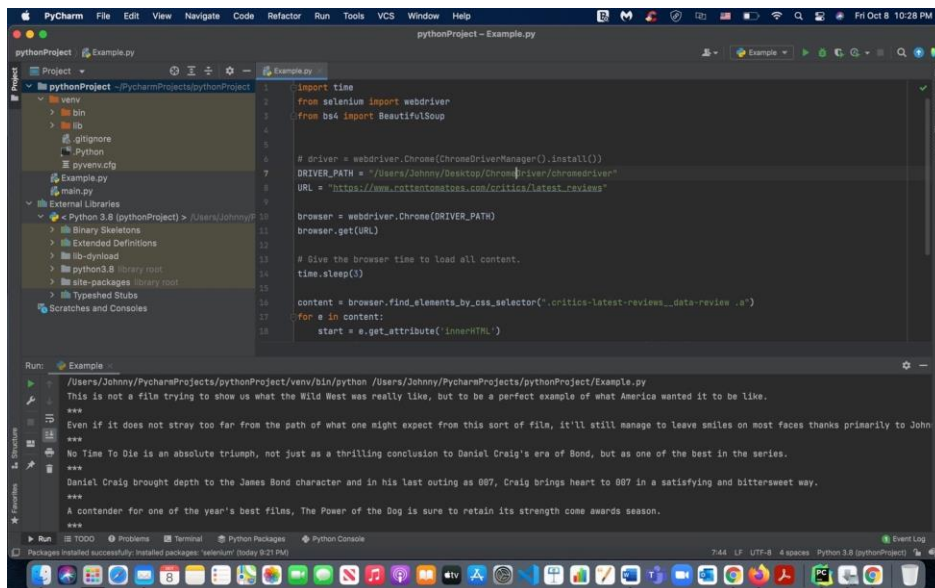 PyCharm File Edit View Navigate Code Refactor Run Tools VCS Window Help Fri Oct 8 10:28 PM
pythonProject – Example.py
pythonProject Example.py Example
Project Example.py
pythonProject ~/PycharmProjects/pythonProject
venv
bin
lib
.gitignore
.Python
pyvenv.cfg
Example.py
main.py
External Libraries
< Python 3.8 (pythonProject) > /Users/Johnny/P
Binary Skeletons
Extended Definitions
lib-dynload
python3.8 library root
site-packages library root
Typeshed Stubs
Scratches and Consoles
1 import time
2 from selenium import webdriver
3 from bs4 import BeautifulSoup
4
5
6 # driver = webdriver.Chrome(ChromeDriverManager().install())
7 DRIVER_PATH = "/Users/Johnny/Desktop/ChromeDriver/chromedriver"
8 URL = "https://www.rottentomatoes.com/critics/latest_reviews"
9
10 browser = webdriver.Chrome(DRIVER_PATH)
11 browser.get(URL)
12
13 # Give the browser time to load all content.
14 time.sleep(3)
15
16 content = browser.find_elements_by_css_selector(".critics-latest-reviews__data-review .a")
17 for e in content:
18 start = e.get_attribute('innerHTML')
Run: Example
/Users/Johnny/PycharmProjects/pythonProject/venv/bin/python /Users/Johnny/PycharmProjects/pythonProject/Example.py
This is not a film trying to show us what the Wild West was really like, but to be a perfect example of what America wanted it to be like.
***
Even if it does not stray too far from the path of what one might expect from this sort of film, it'll still manage to leave smiles on most faces thanks primarily to John
***
No Time To Die is an absolute triumph, not just as a thrilling conclusion to Daniel Craig's era of Bond, but as one of the best in the series.
***
Daniel Craig brought depth to the James Bond character and in his last outing as 007, Craig brings heart to 007 in a satisfying and bittersweet way.
***
A contender for one of the year's best films, The Power of the Dog is sure to retain its strength come awards season.
***
Structure
Favorites
Run TODO Problems Terminal Python Packages Python Console Event Log
Packages installed successfully: Installed packages: 'selenium' (today 9:21 PM) 7:44 LF UTF-8 4 spaces Python 3.8 (pythonProject)